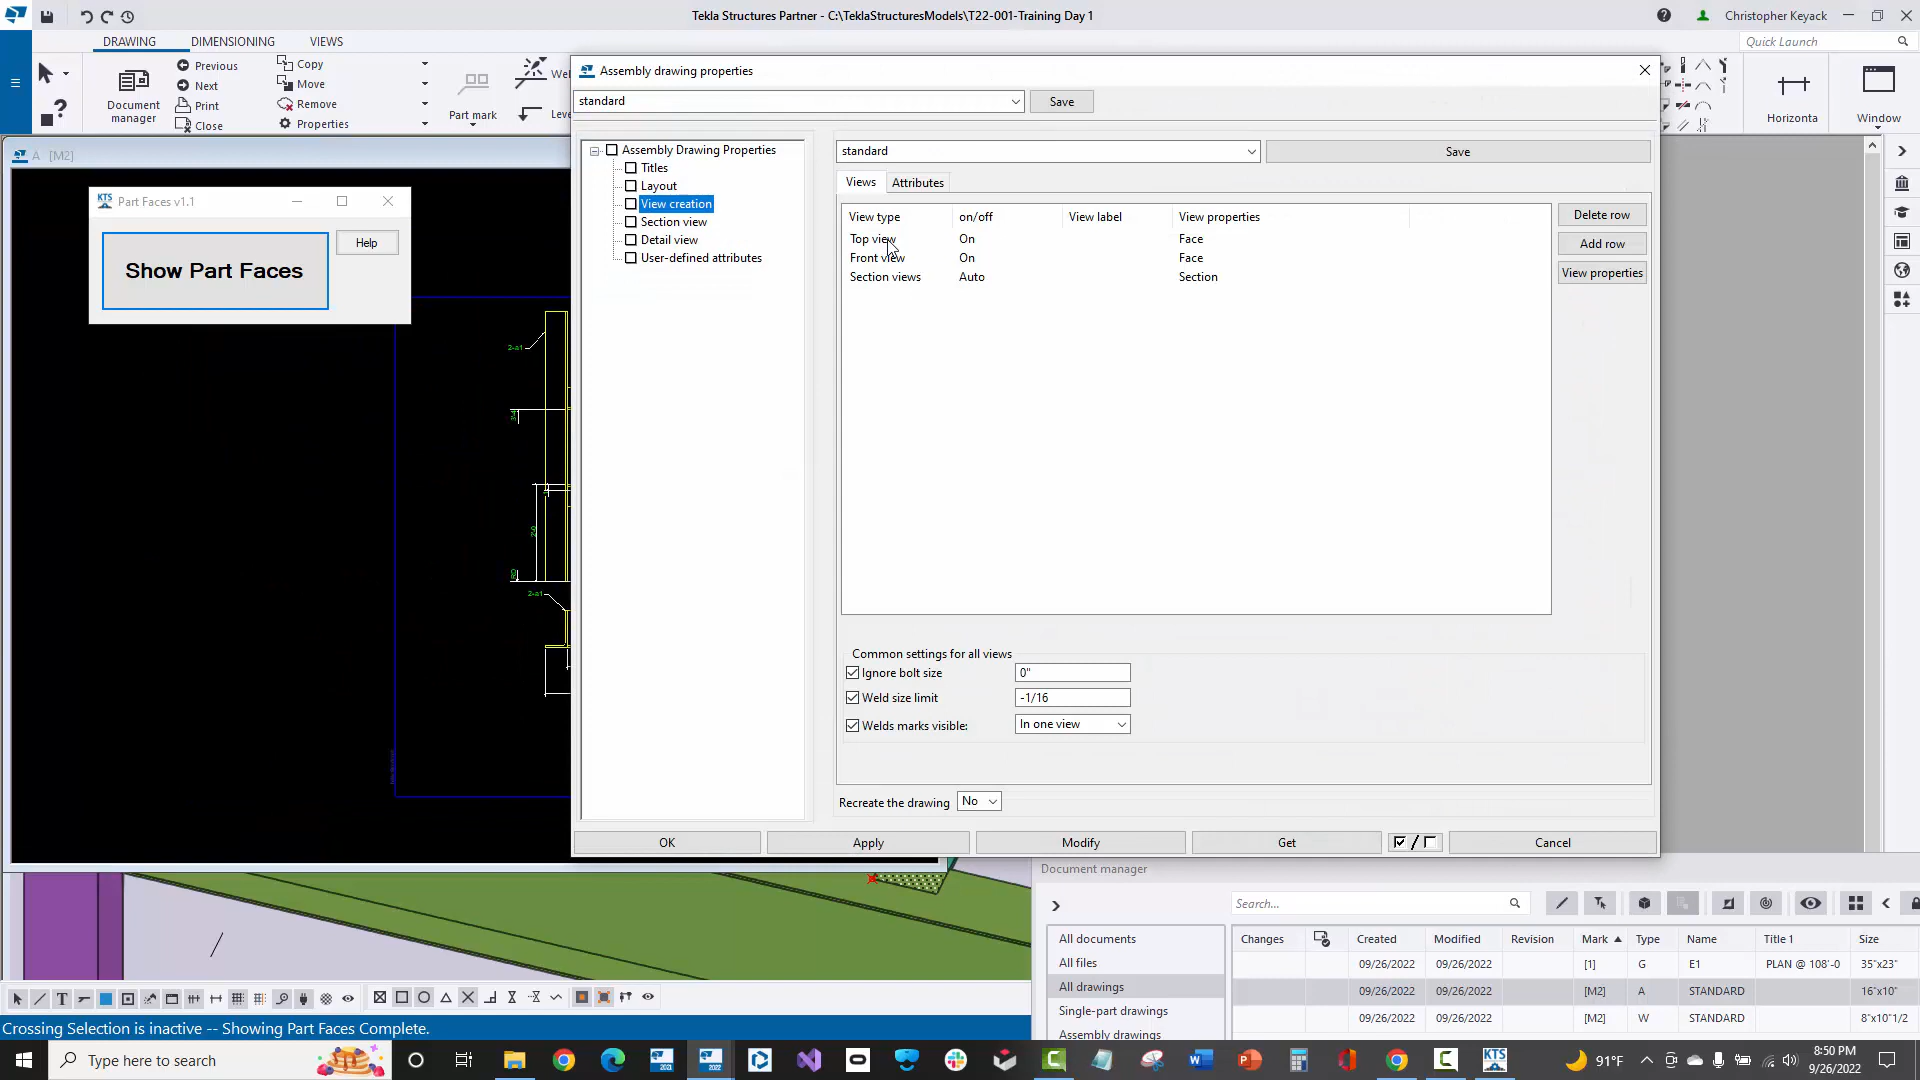 Tekla Structures Partner - C:\TeklaStructuresModels\T22-001-Training Day 1
Christopher Keyack
DRAWING
DIMENSIONING
VIEWS
Quick Launch
Document manager
Previous
Next
Print
Close
Copy
Move
Remove
Properties
Part mark
Wel
Leve
Horizonta
Window
A [M2]
Part Faces v1.1
Show Part Faces
Help
2-a1
2-a1
Assembly drawing properties
standard
Save
Assembly Drawing Properties
Titles
Layout
View creation
Section view
Detail view
User-defined attributes
standard
Save
Views
Attributes
View type on/off View label View properties
Top view On Face
Front view On Face
Section views Auto Section
Delete row
Add row
View properties
Common settings for all views
Ignore bolt size 0"
Weld size limit -1/16
Welds marks visible: In one view
Recreate the drawing No
OK
Apply
Modify
Get
Cancel
Document manager
Search...
All documents
All files
All drawings
Single-part drawings
Assembly drawings
Changes Created Modified Revision Mark Type Name Title 1 Size
09/26/2022 09/26/2022 [1] G E1 PLAN @ 108'-0 35"x23"
09/26/2022 09/26/2022 [M2] A STANDARD 16"x10"
09/26/2022 09/26/2022 [M2] W STANDARD 8"x10"1/2
Crossing Selection is inactive -- Showing Part Faces Complete.
Type here to search
2021
2022
KTS
91°F
8:50 PM
9/26/2022